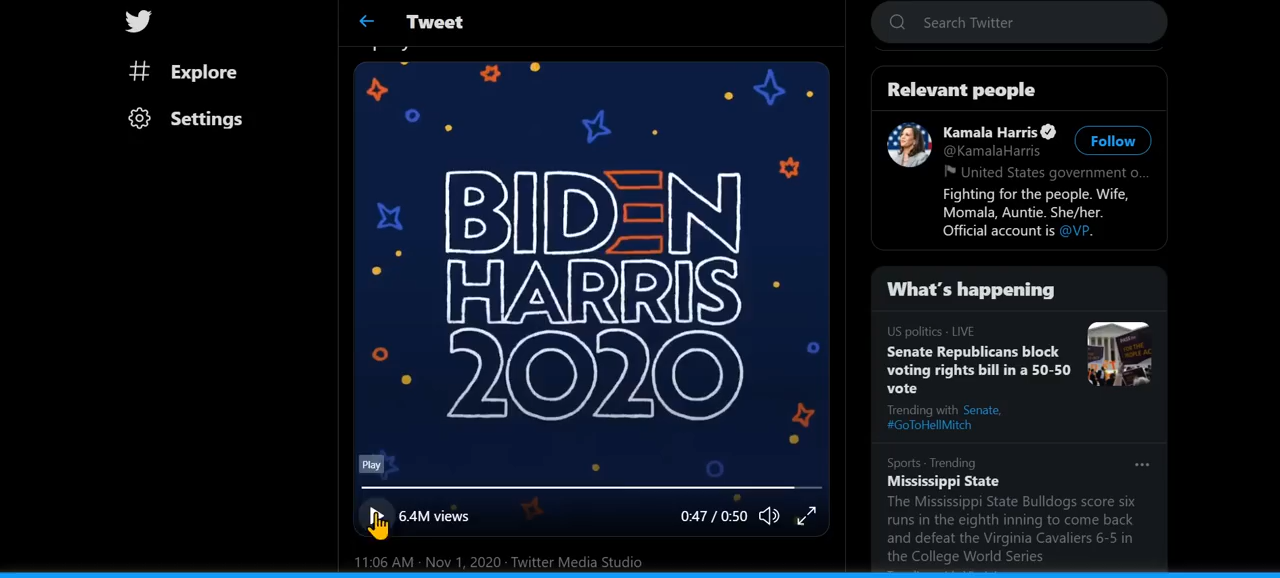 Tweet
Search Twitter
Explore
Settings
BIDEN
HARRIS
2020
Play
6.4M views
0:47 / 0:50
11:06 AM · Nov 1, 2020 · Twitter Media Studio
Relevant people
Kamala Harris
Follow
@KamalaHarris
United States government o...
Fighting for the people. Wife,
Momala, Auntie. She/her.
Official account is @VP.
What's happening
US politics · LIVE
Senate Republicans block
voting rights bill in a 50-50
vote
Trending with Senate,
#GoToHellMitch
Sports · Trending
Mississippi State
The Mississippi State Bulldogs score six
runs in the eighth inning to come back
and defeat the Virginia Cavaliers 6-5 in
the College World Series